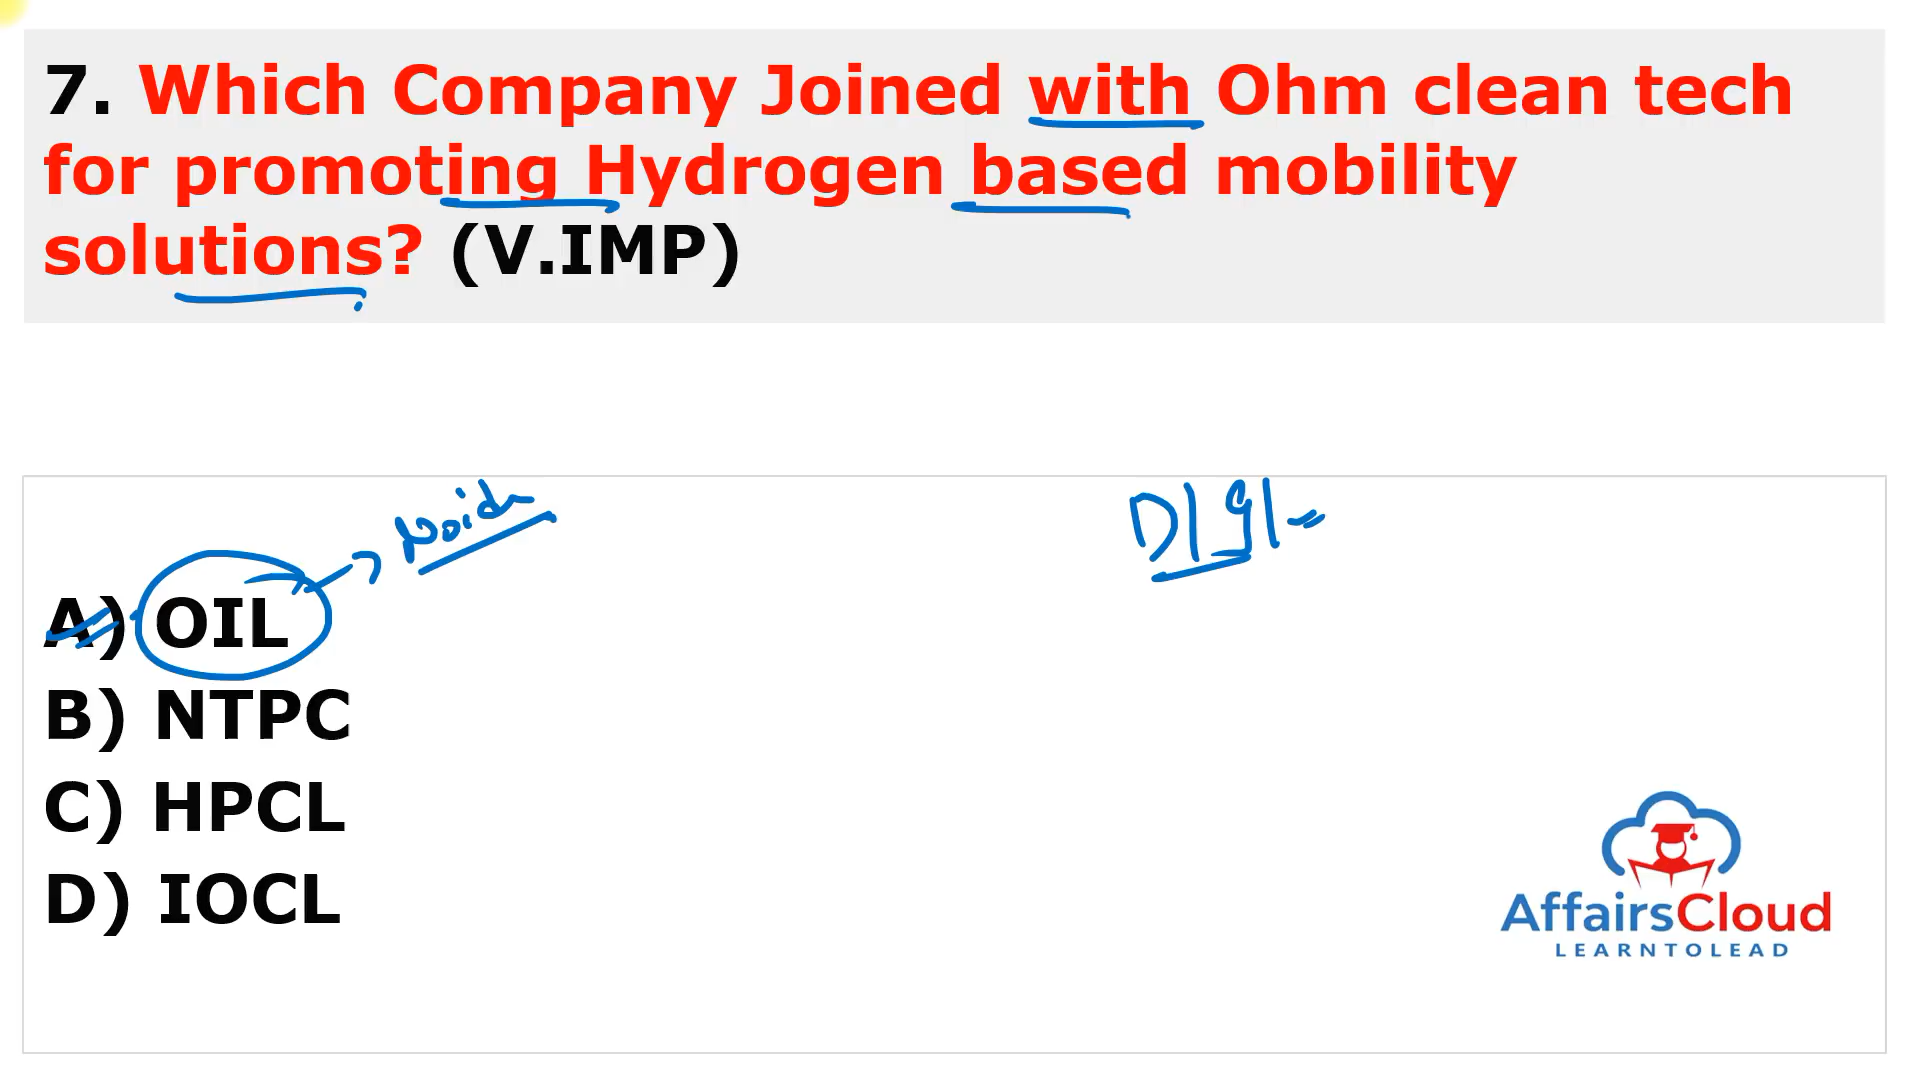 7. Which Company Joined with Ohm clean tech
for promoting Hydrogen based mobility
solutions? (V.IMP)
Noida
A) OIL
B) NTPC
C) HPCL
D) IOCL
AffairsCloud
LEARNTOLEAD